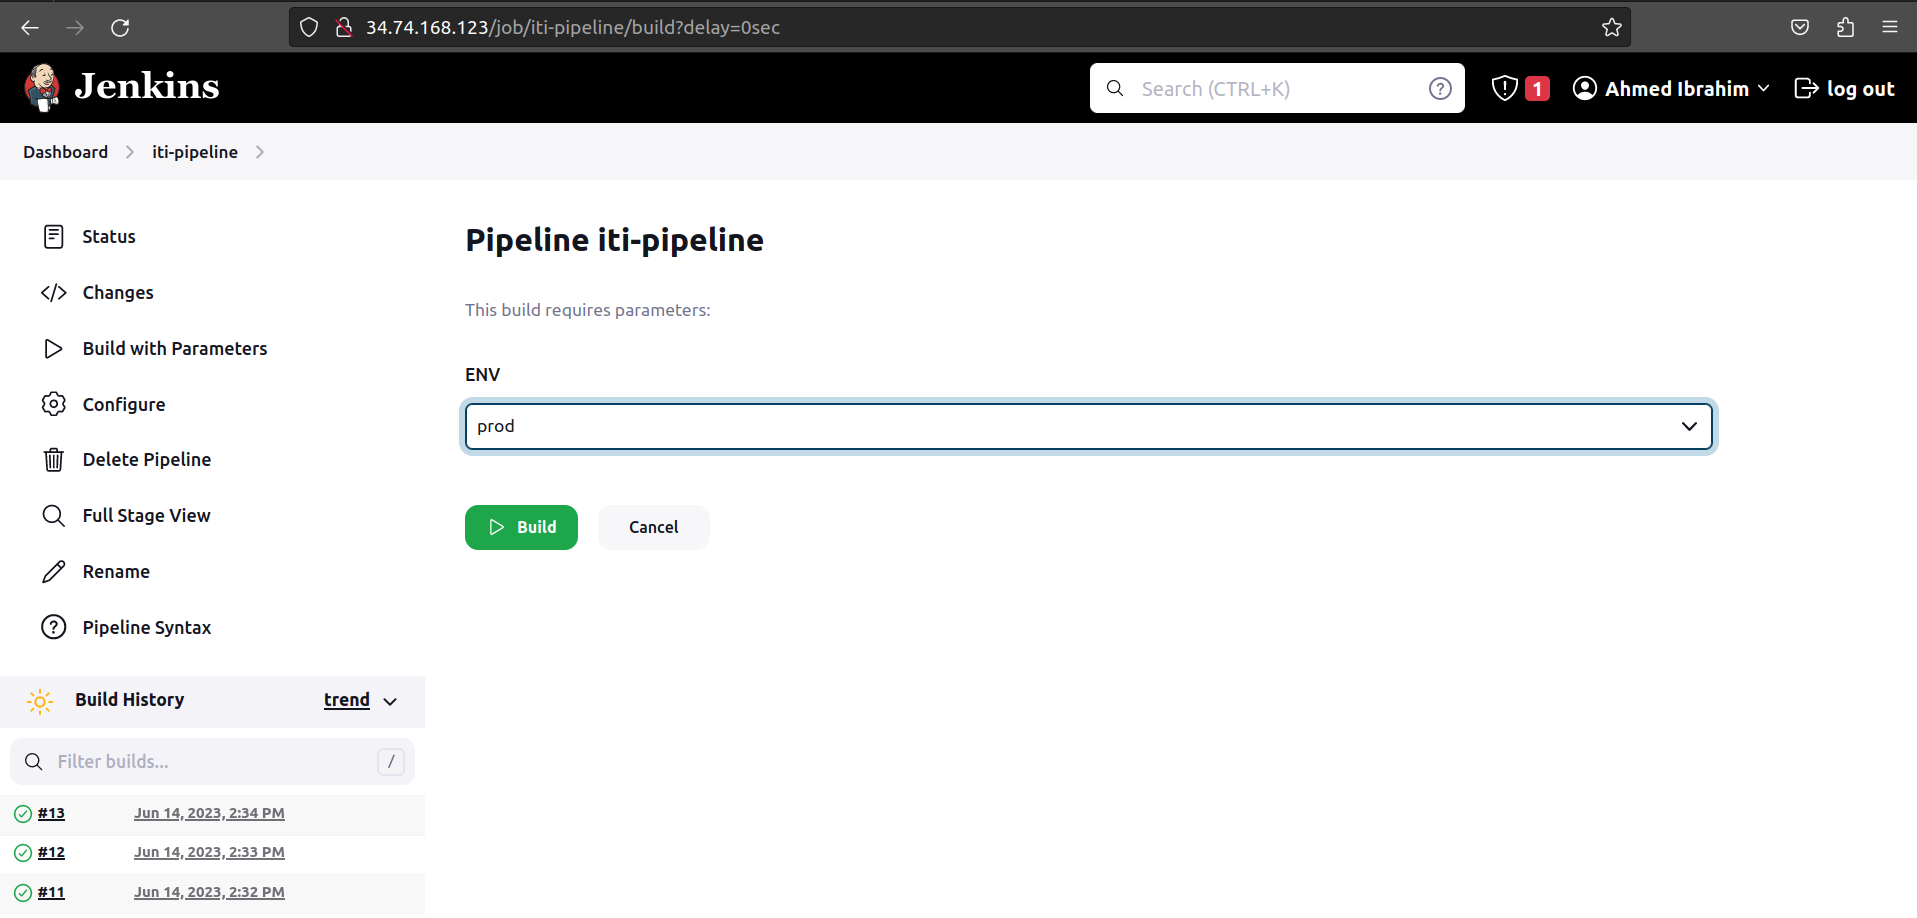 34.74.168.123/job/iti-pipeline/build?delay=0sec
Jenkins
Search (CTRL+K)
?
1
Ahmed Ibrahim
log out
Dashboard
iti-pipeline
Status
Changes
Build with Parameters
Configure
Delete Pipeline
Full Stage View
Rename
Pipeline Syntax
Pipeline iti-pipeline
This build requires parameters:
ENV
prod
Build
Cancel
Build History
trend
Filter builds...
/
#13 Jun 14, 2023, 2:34 PM
#12 Jun 14, 2023, 2:33 PM
#11 Jun 14, 2023, 2:32 PM